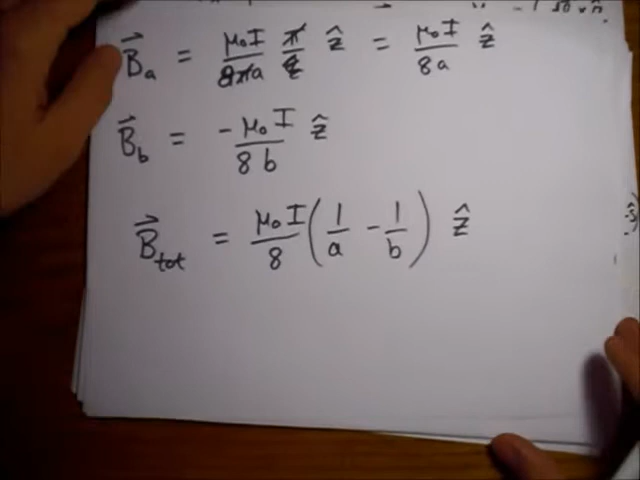 B⃗a = μ₀I/8πa π/2 ẑ = μ₀I/8a ẑ
B⃗b = -μ₀I/8b ẑ
B⃗tot = μ₀I/8 (1/a - 1/b) ẑ